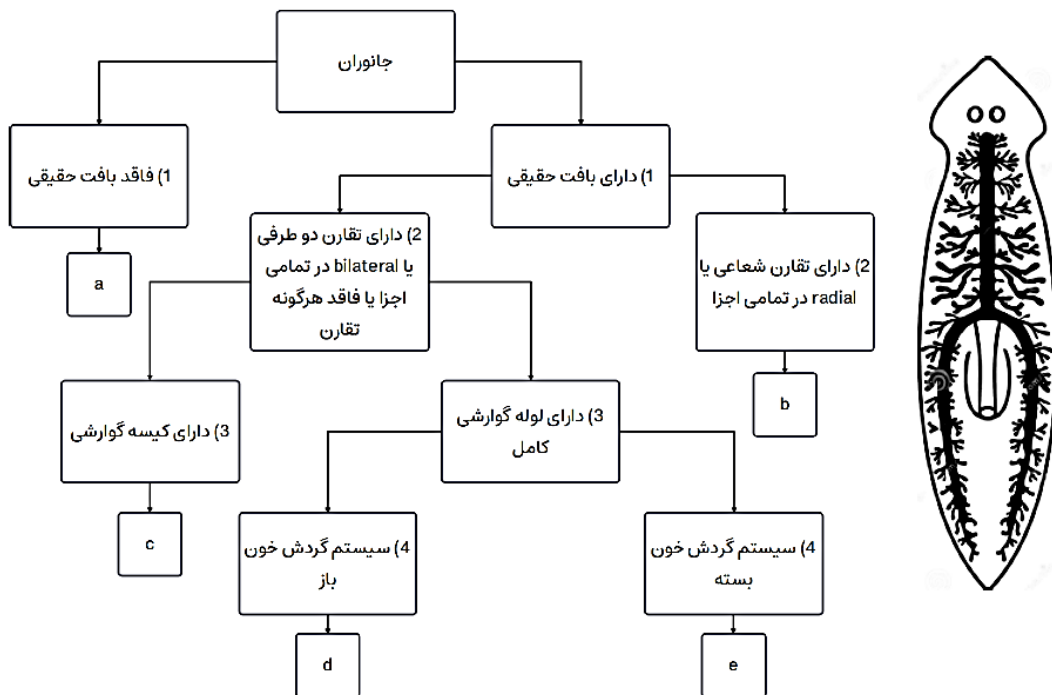 جانوران
1) فاقد بافت حقیقی
1) دارای بافت حقیقی
a
2) دارای تقارن دو طرفی
یا bilateral در تمامی
اجزا یا فاقد هرگونه
تقارن
2) دارای تقارن شعاعی یا
radial در تمامی اجزا
b
3) دارای کیسه گوارشی
3) دارای لوله گوارشی
کامل
c
4) سیستم گردش خون
باز
4) سیستم گردش خون
بسته
d
e